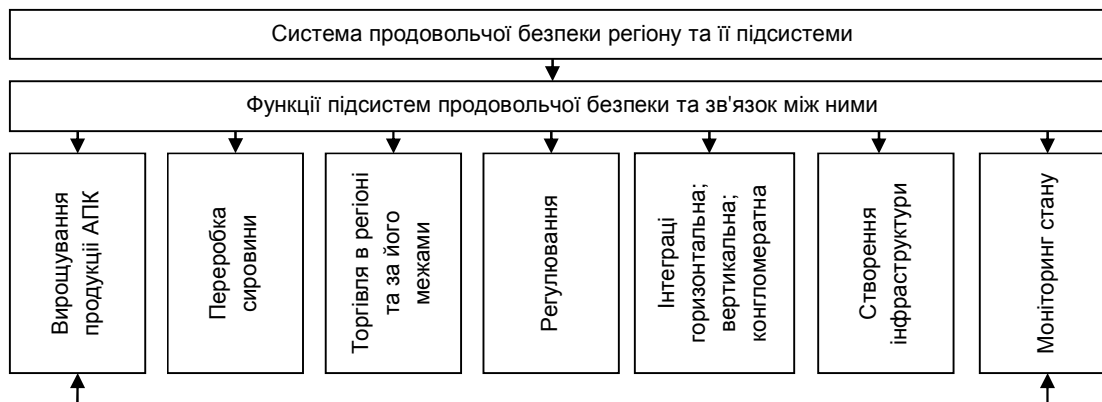 Система продовольчої безпеки регіону та її підсистеми
Функції підсистем продовольчої безпеки та зв'язок між ними
Вирощування
продукції АПК
Переробка
сировини
Торгівля в регіоні
та за його
межами
Регулювання
Інтеграці
горизонтальна;
вертикальна;
конгломератна
Створення
інфраструктури
Моніторинг стану